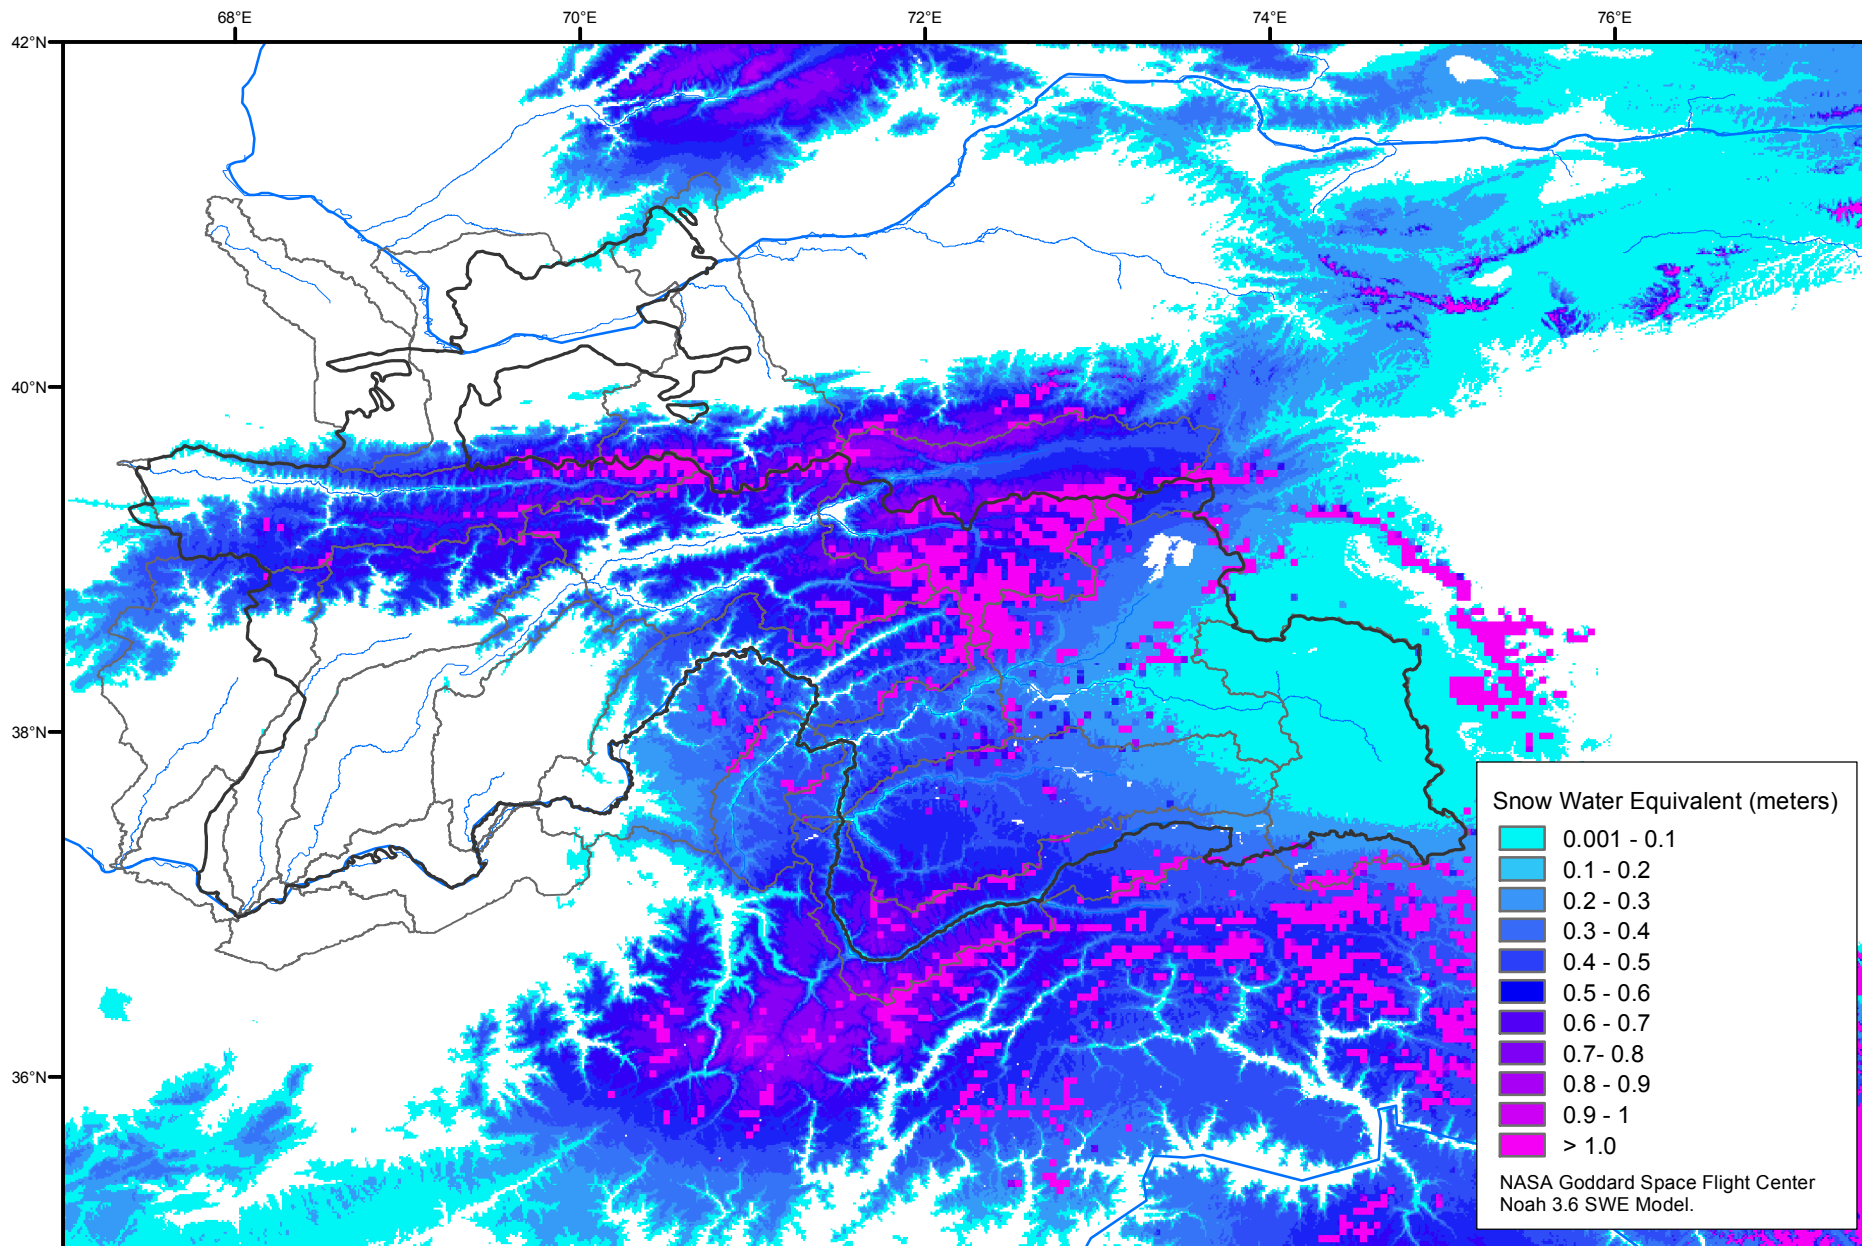 68°E
70°E
72°E
74°E
76°E
42°N
40°N
38°N
36°N
Snow Water Equivalent (meters)
0.001 - 0.1
0.1 - 0.2
0.2 - 0.3
0.3 - 0.4
0.4 - 0.5
0.5 - 0.6
0.6 - 0.7
0.7- 0.8
0.8 - 0.9
0.9 - 1
> 1.0
NASA Goddard Space Flight Center
Noah 3.6 SWE Model.